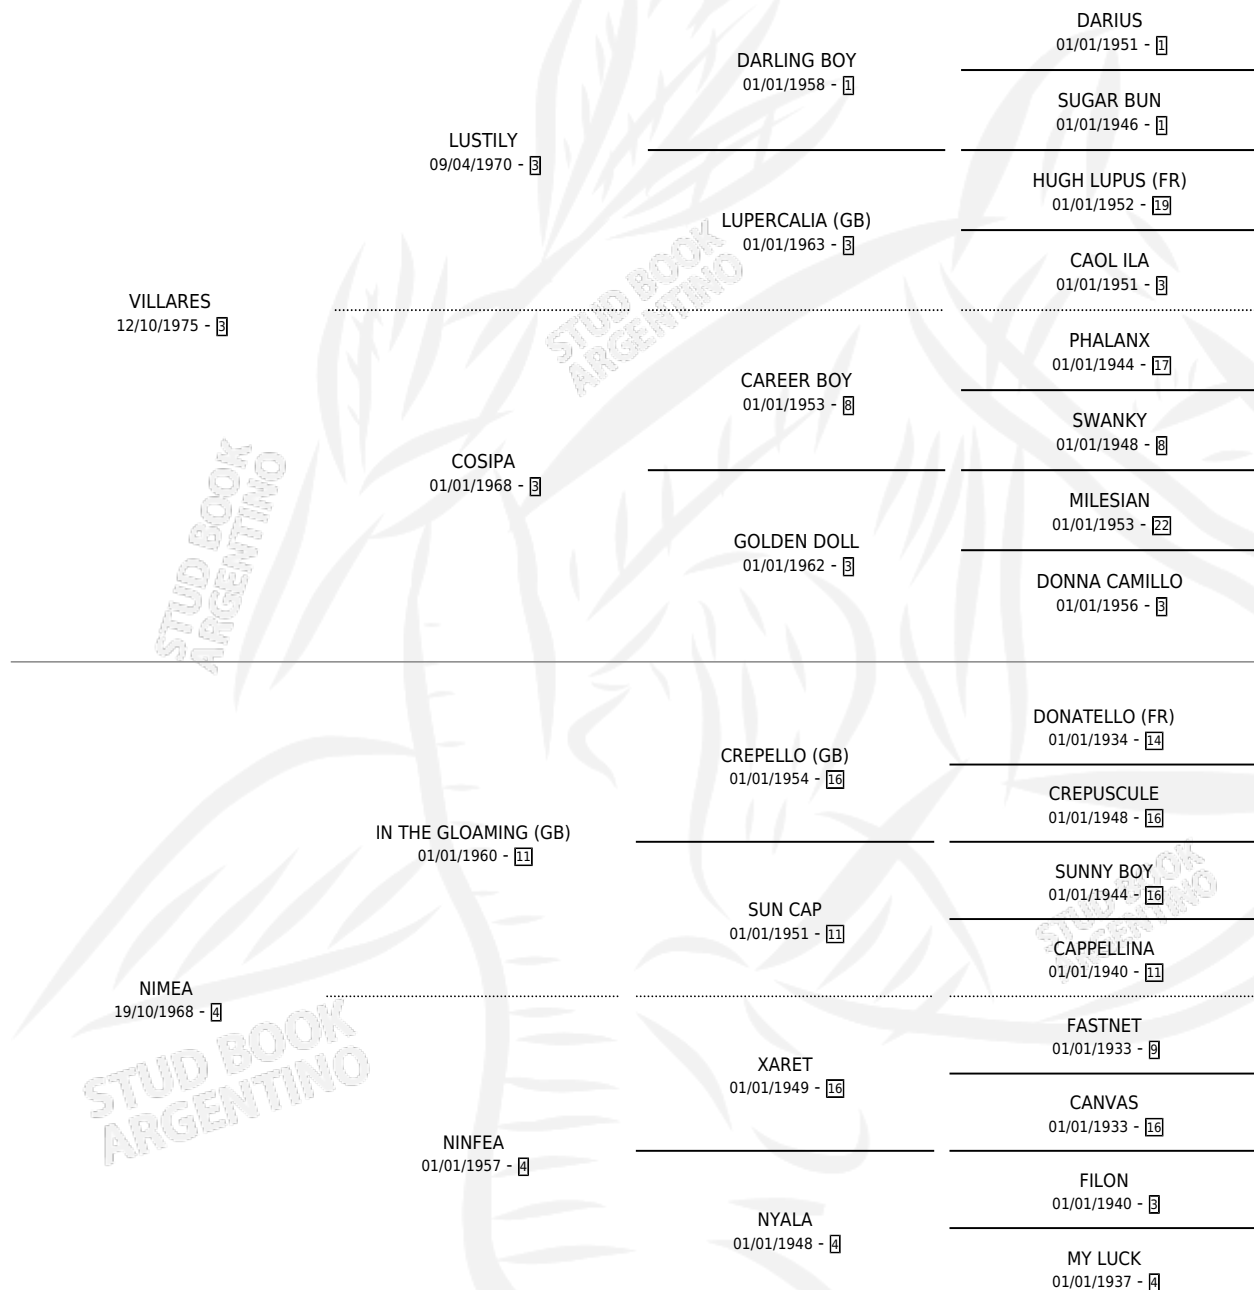 DARIUS
01/01/1951 - 1
DARLING BOY
01/01/1958 - 1
SUGAR BUN
01/01/1946 - 1
LUSTILY
09/04/1970 - 3
HUGH LUPUS (FR)
01/01/1952 - 19
LUPERCALIA (GB)
01/01/1963 - 3
CAOL ILA
01/01/1951 - 3
VILLARES
12/10/1975 - 3
PHALANX
01/01/1944 - 17
CAREER BOY
01/01/1953 - 8
SWANKY
01/01/1948 - 8
COSIPA
01/01/1968 - 3
MILESIAN
01/01/1953 - 22
GOLDEN DOLL
01/01/1962 - 3
DONNA CAMILLO
01/01/1956 - 3
DONATELLO (FR)
01/01/1934 - 14
CREPELLO (GB)
01/01/1954 - 16
CREPUSCULE
01/01/1948 - 16
IN THE GLOAMING (GB)
01/01/1960 - 11
SUNNY BOY
01/01/1944 - 16
SUN CAP
01/01/1951 - 11
CAPPELLINA
01/01/1940 - 11
NIMEA
19/10/1968 - 4
FASTNET
01/01/1933 - 9
XARET
01/01/1949 - 16
CANVAS
01/01/1933 - 16
NINFEA
01/01/1957 - 4
FILON
01/01/1940 - 3
NYALA
01/01/1948 - 4
MY LUCK
01/01/1937 - 4
STUD BOOK
ARGENTINO
STUD BOOK
ARGENTINO
STUD BOOK
ARGENTINO
STUD BOOK
ARGENTINO